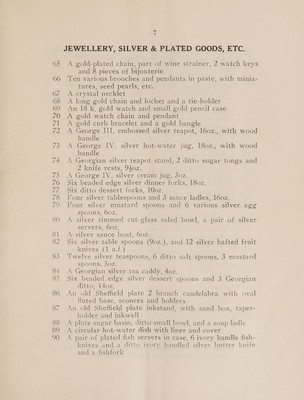 7
JEWELLERY, SILVER & PLATED GOODS, ETC.
65 A gold-plated chain, part of wine strainer, 2 watch keys
and 8 pieces of bijouterie
66 Ten various brooches and pendants in paste, with minia-
tures, seed pearls, etc.
67 A crystal necklet
68 A long gold chain and locket and a tie-holder
69 An 18 k. gold watch and small gold pencil case
70 A gold watch chain and pendant
71 A gold curb bracelet and a gold bangle
72 A George III. embossed silver teapot, 16oz., with wood
handle
73 A George IV. silver hot-water jug, 18oz., with wood
handle
74 A Georgian silver teapot stand, 2 ditto sugar tongs and
2 knife rests, 9½oz.
75 A George IV. silver cream jug, 5oz.
76 Six beaded edge silver dinner forks, 18oz.
77 Six ditto dessert forks, 10oz.
78 Four silver tablespoons and 3 sauce ladles, 16oz.
79 Four silver mustard spoons and 6 various silver egg
spoons, 6oz.
80 A silver rimmed cut-glass salad bowl, a pair of silver
servers, 6oz.
81 A silver sauce boat, 6oz.
82 Six silver table spoons (9oz.), and 12 silver hafted fruit
knives (1 a.f.)
83 Twelve silver teaspoons, 6 ditto salt spoons, 3 mustard
spoons, 5oz.
84 A Georgian silver tea caddy, 4oz.
85 Six beaded edge silver dessert spoons and 3 Georgian
ditto, 14oz.
86 An old Sheffield plate 2 branch candelabra with oval
fluted base, sconces and holders
87 An old Sheffield plate inkstand, with sand box, taper-
holder and inkwell
88 A plate sugar basin, ditto small bowl, and a soup ladle
89 A circular hot-water dish with liner and cover
90 A pair of plated fish servers in case, 6 ivory handle fish-
knives and a ditto ivory handled silver butter knife
and a fishfork